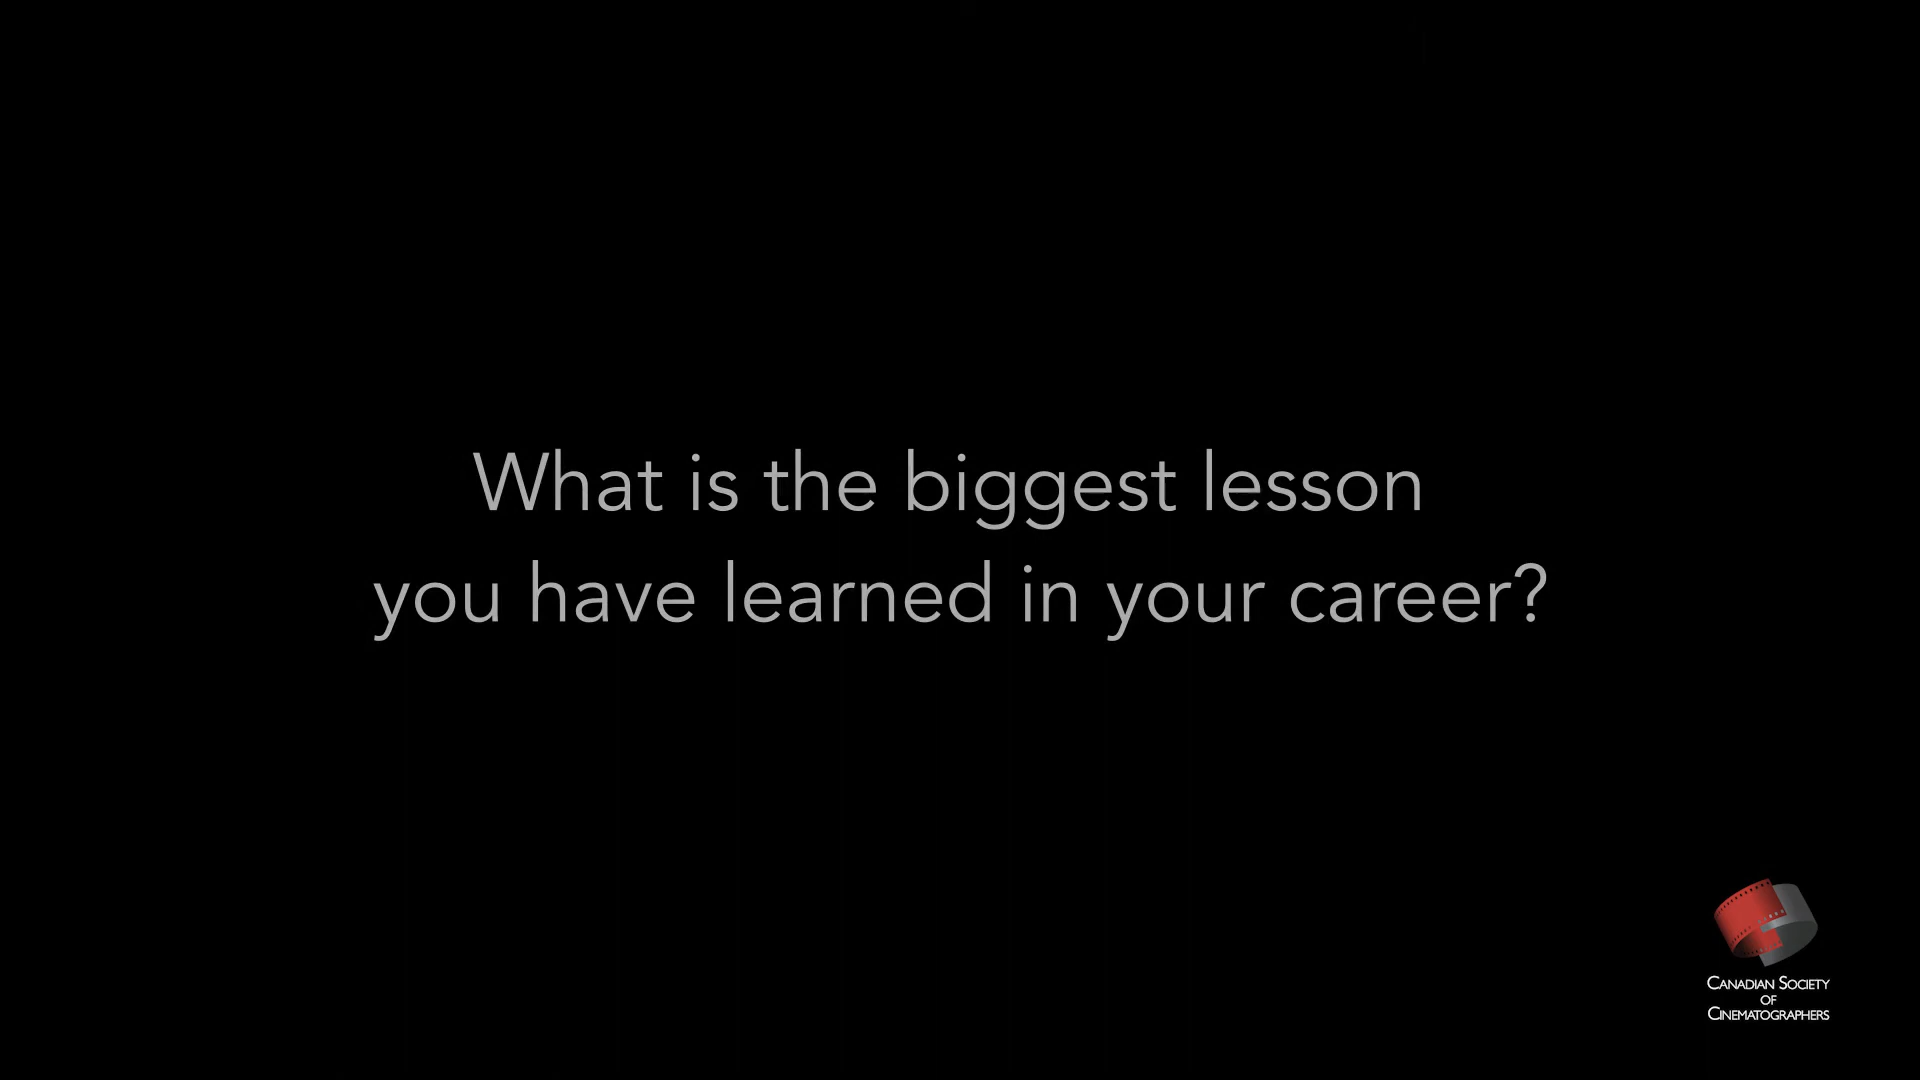 What is the biggest lesson
you have learned in your career?
CANADIAN SOCIETY
OF
CINEMATOGRAPHERS